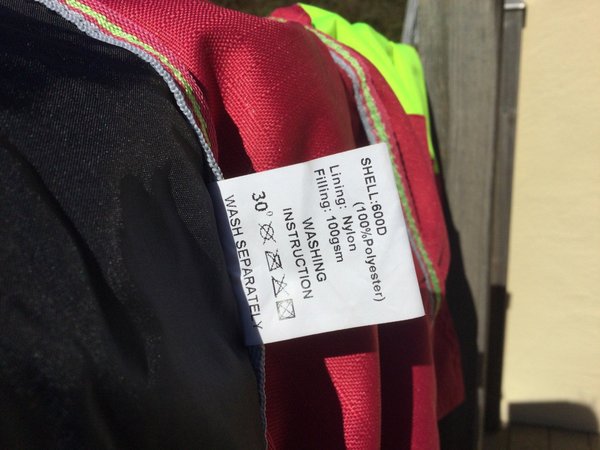 SHELL:600D
(100%Polyester)
Lining: Nylon
Filling: 100gsm
WASHING
INSTRUCTION
30°
WASH SEPARATELY